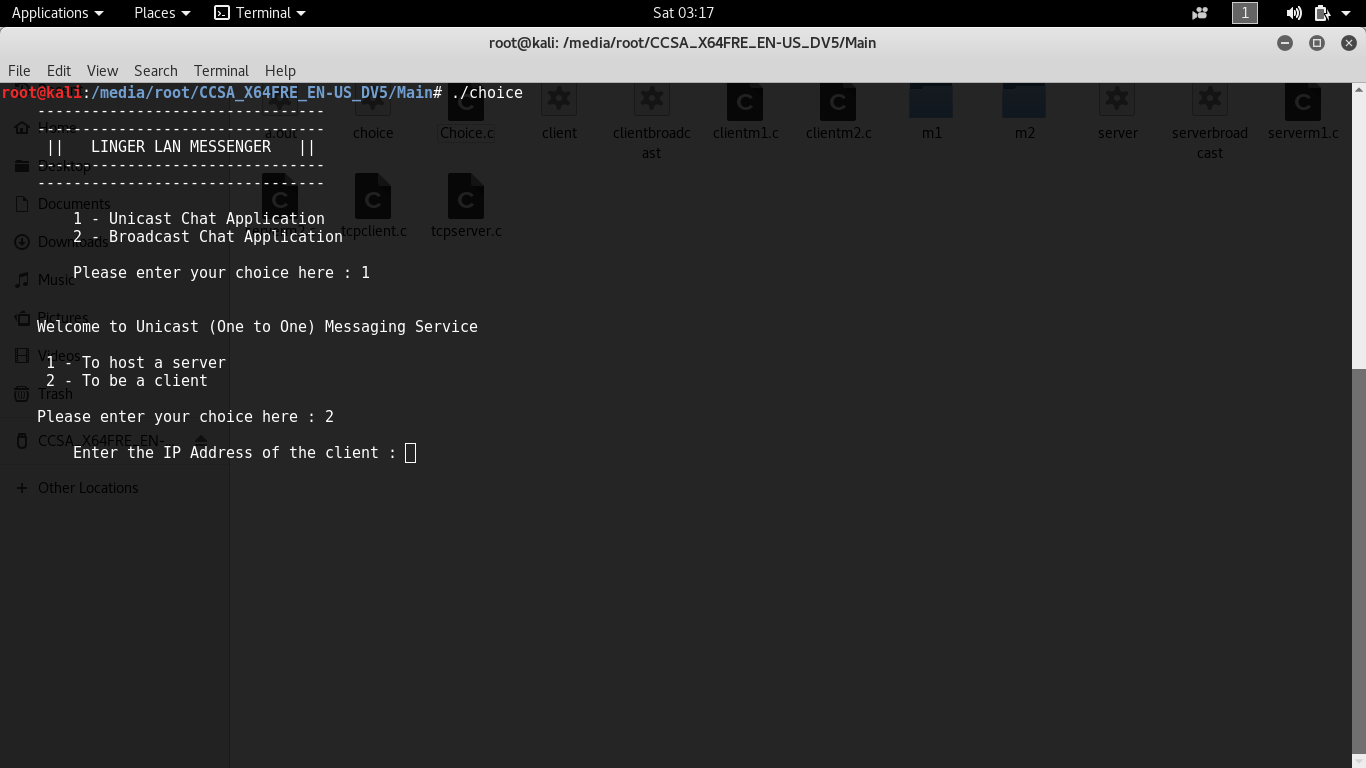 Applications Places Terminal Sat 03:17 1
root@kali: /media/root/CCSA_X64FRE_EN-US_DV5/Main
File Edit View Search Terminal Help
root@kali:/media/root/CCSA_X64FRE_EN-US_DV5/Main# ./choice
--------------------------------
--------------------------------
|| LINGER LAN MESSENGER ||
--------------------------------
--------------------------------
1 - Unicast Chat Application
2 - Broadcast Chat Application
Please enter your choice here : 1
Welcome to Unicast (One to One) Messaging Service
1 - To host a server
2 - To be a client
Please enter your choice here : 2
Enter the IP Address of the client :
a.out choice Choice.c client clientbroadcast clientm1.c clientm2.c m1 m2 server serverbroadcast serverm1.c
tcpclient.c tcpserver.c
Home
Desktop
Documents
Downloads
Music
Pictures
Videos
Trash
CCSA_X64FRE_EN-...
Other Locations